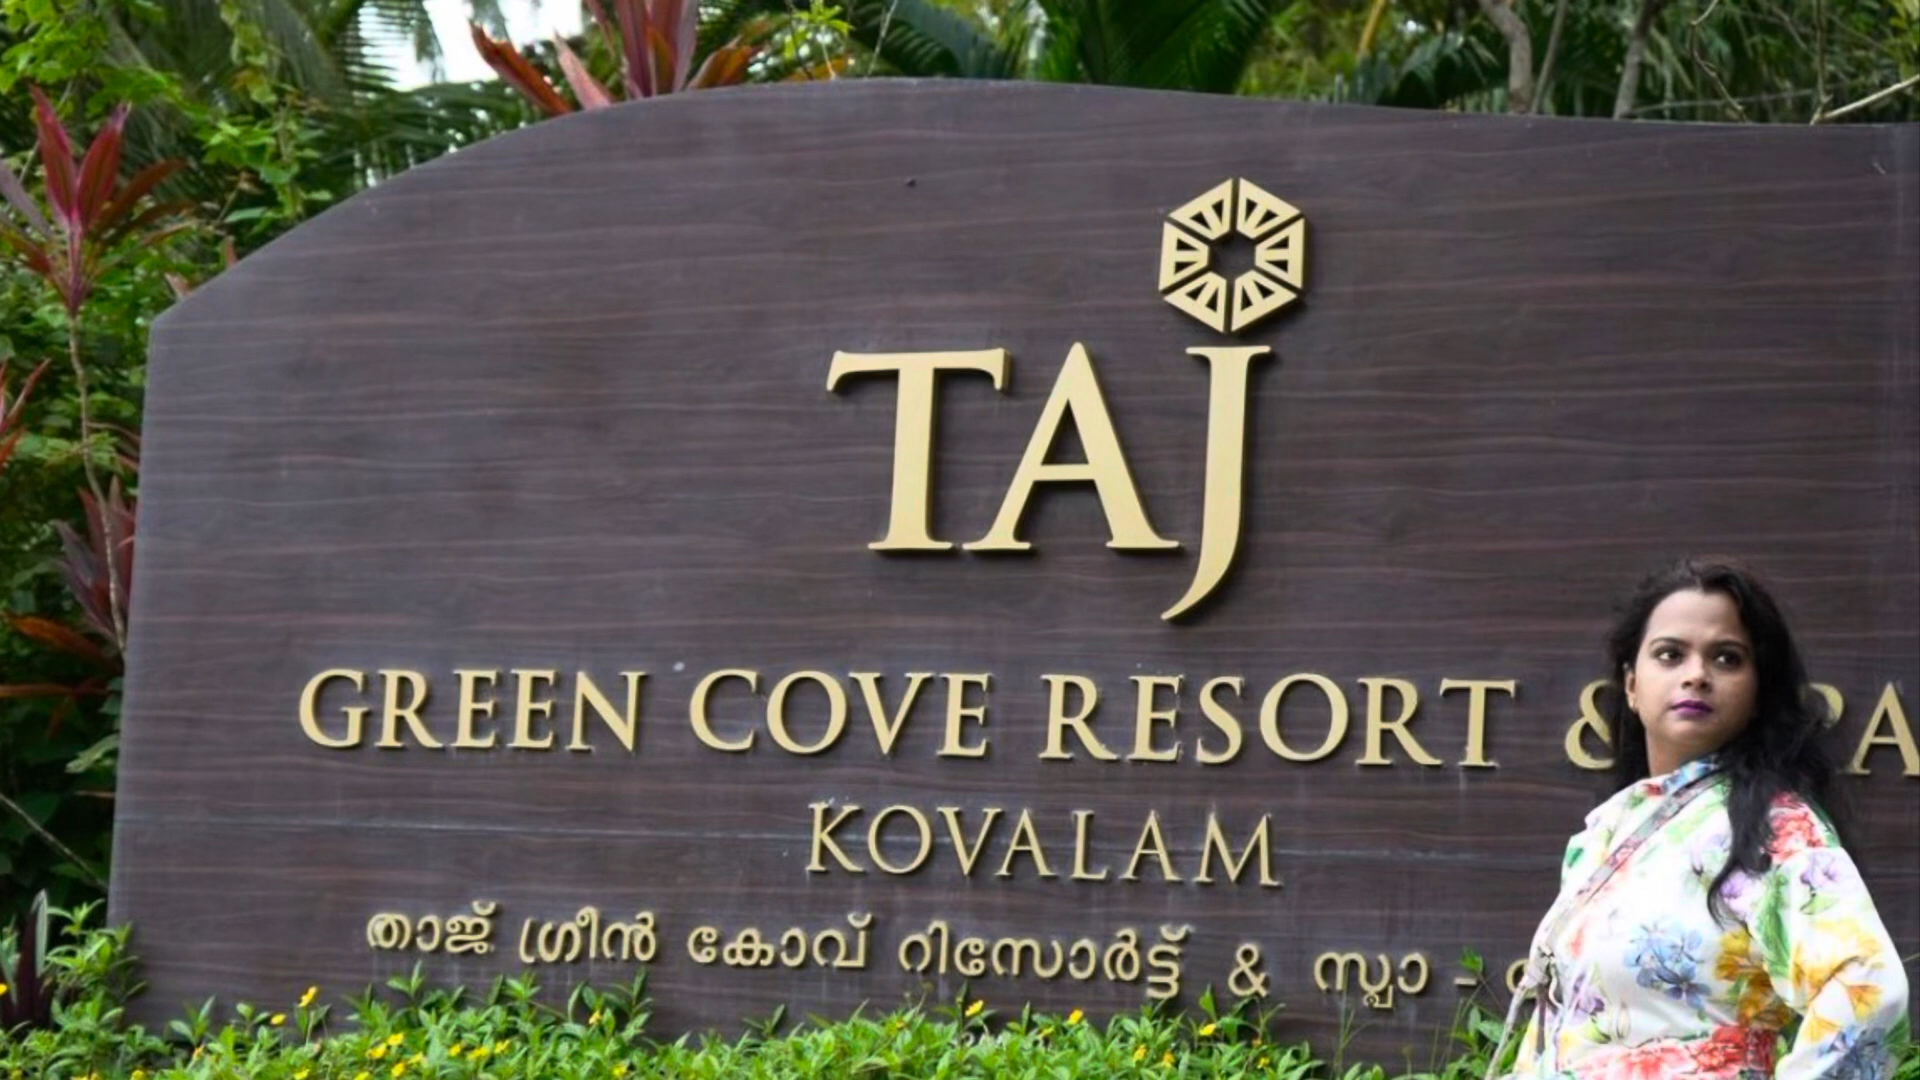 TAJ
GREEN COVE RESORT &
KOVALAM
താജ് ഗ്രീൻ കോവ് റിസോർട്ട് & സ്പാ -